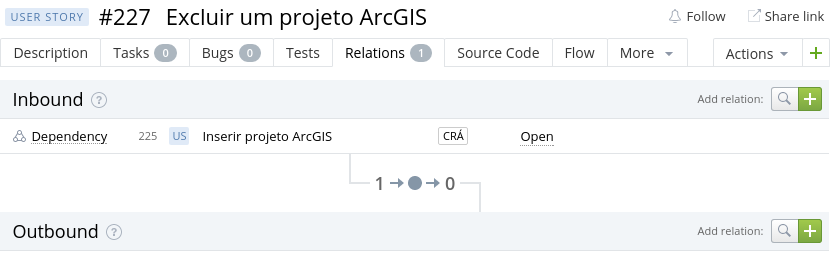 USER STORY #227 Excluir um projeto ArcGIS Follow Share link
Description Tasks 0 Bugs 0 Tests Relations 1 Source Code Flow More Actions +
Inbound ? Add relation: +
Dependency 225 US Inserir projeto ArcGIS CRÁ Open
1 → ● → 0
Outbound ? Add relation: +